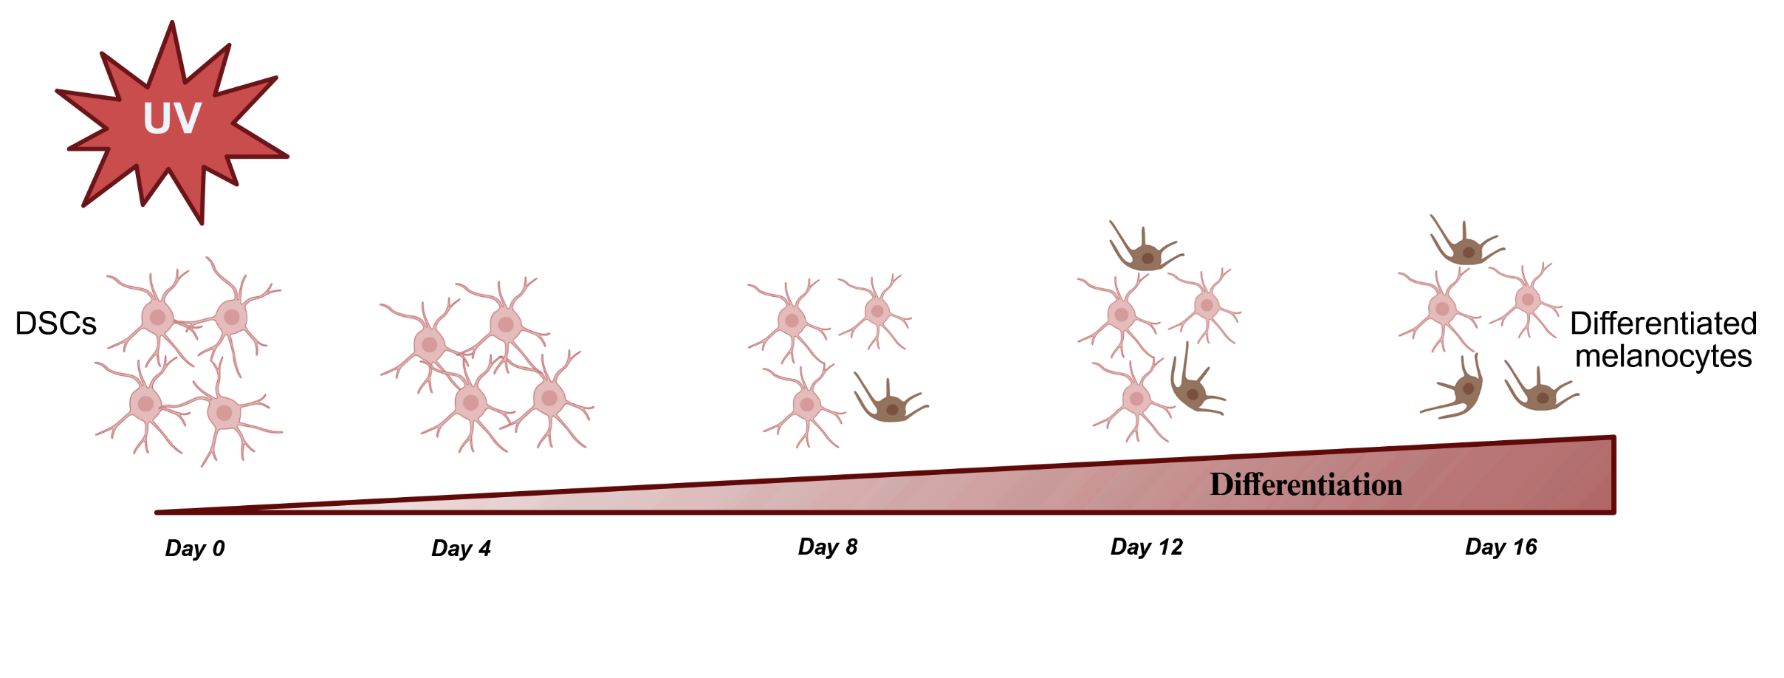 UV
DSCs
Differentiated
melanocytes
Differentiation
Day 0
Day 4
Day 8
Day 12
Day 16